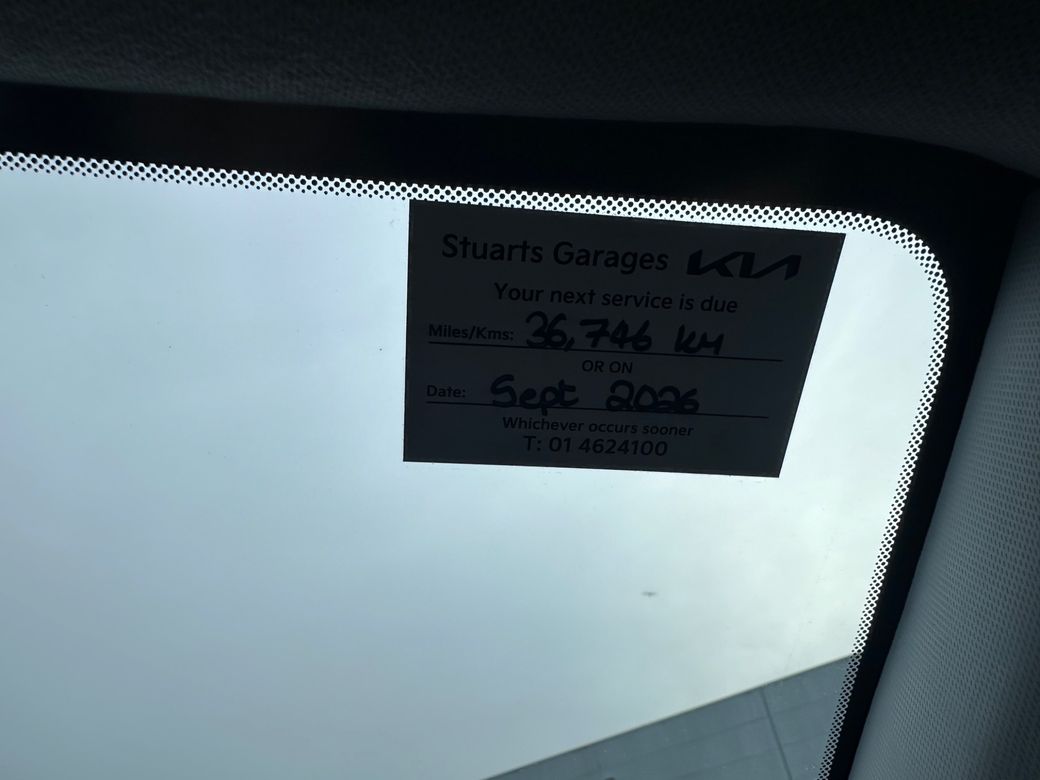 Stuarts Garages KIA
Your next service is due
Miles/Kms: 36,746 km
OR ON
Date: Sept 2026
Whichever occurs sooner
T: 01 4624100